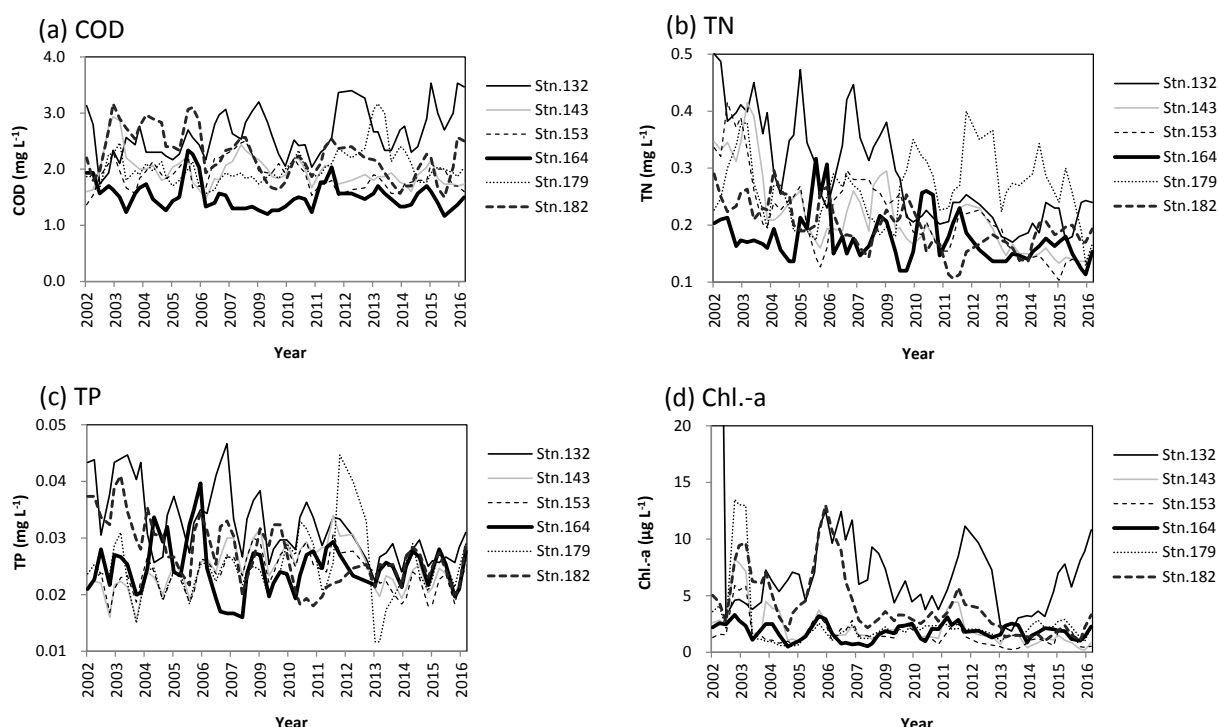 (a) COD
4.0
3.0
2.0
1.0
0.0
COD (mg L-1)
2002 2003 2004 2005 2006 2007 2009 2010 2011 2012 2013 2014 2015 2016
Year
Stn.132
Stn.143
Stn.153
Stn.164
Stn.179
Stn.182
(b) TN
0.5
0.4
0.3
0.2
0.1
TN (mg L-1)
2002 2003 2004 2005 2006 2007 2009 2010 2011 2012 2013 2014 2015 2016
Year
Stn.132
Stn.143
Stn.153
Stn.164
Stn.179
Stn.182
(c) TP
0.05
0.04
0.03
0.02
0.01
TP (mg L-1)
2002 2003 2004 2005 2006 2007 2009 2010 2011 2012 2013 2014 2015 2016
Year
Stn.132
Stn.143
Stn.153
Stn.164
Stn.179
Stn.182
(d) Chl.-a
20
15
10
5
0
Chl.-a (µg L-1)
2002 2003 2004 2005 2006 2007 2009 2010 2011 2012 2013 2014 2015 2016
Year
Stn.132
Stn.143
Stn.153
Stn.164
Stn.179
Stn.182